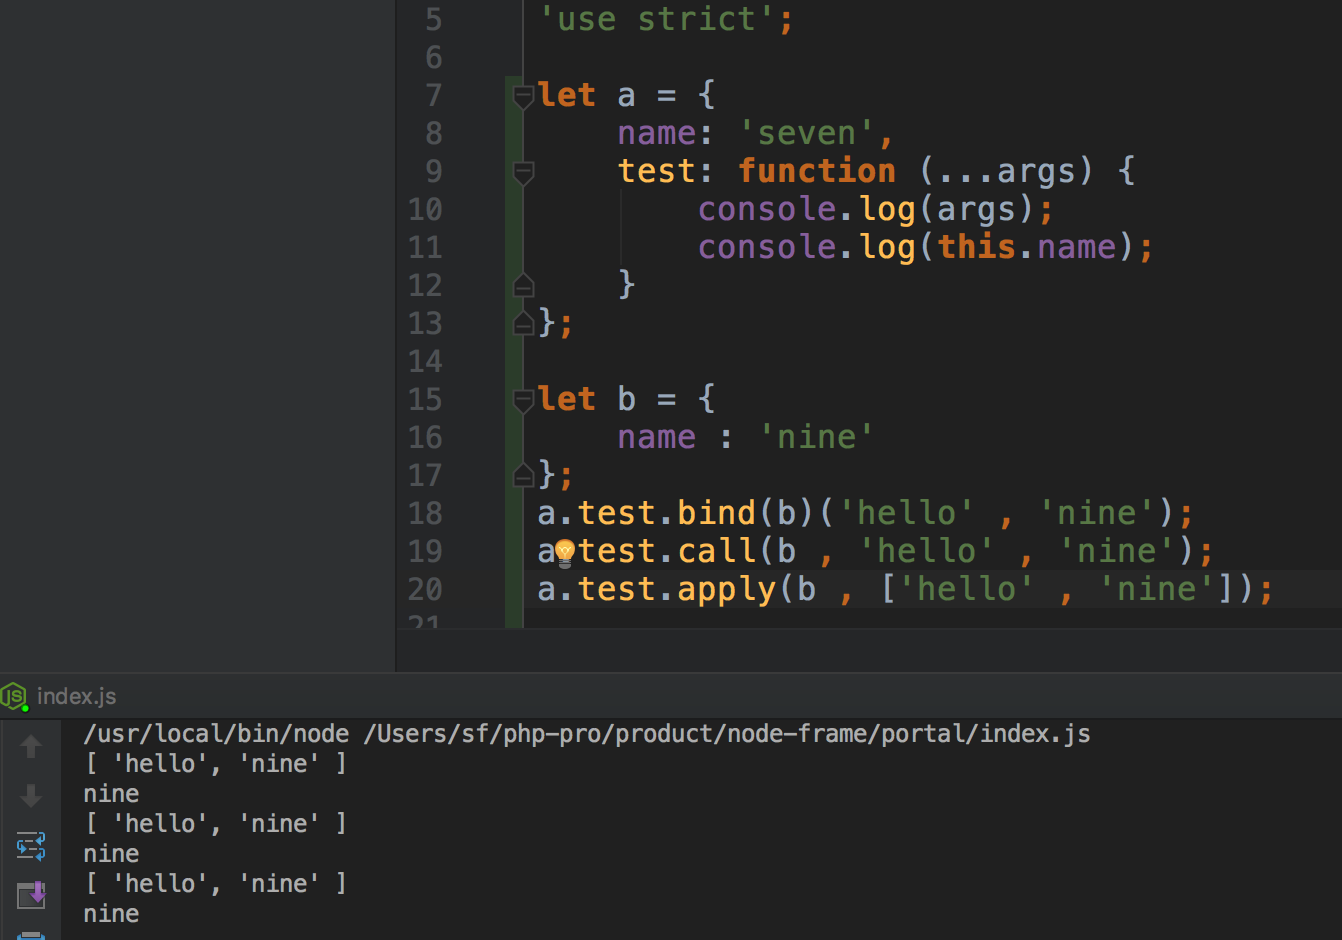 5 'use strict';
6
7 let a = {
8 name: 'seven',
9 test: function (...args) {
10 console.log(args);
11 console.log(this.name);
12 }
13 };
14
15 let b = {
16 name : 'nine'
17 };
18 a.test.bind(b)('hello' , 'nine');
19 a.test.call(b , 'hello' , 'nine');
20 a.test.apply(b , ['hello' , 'nine']);
21
JS index.js
/usr/local/bin/node /Users/sf/php-pro/product/node-frame/portal/index.js
[ 'hello', 'nine' ]
nine
[ 'hello', 'nine' ]
nine
[ 'hello', 'nine' ]
nine